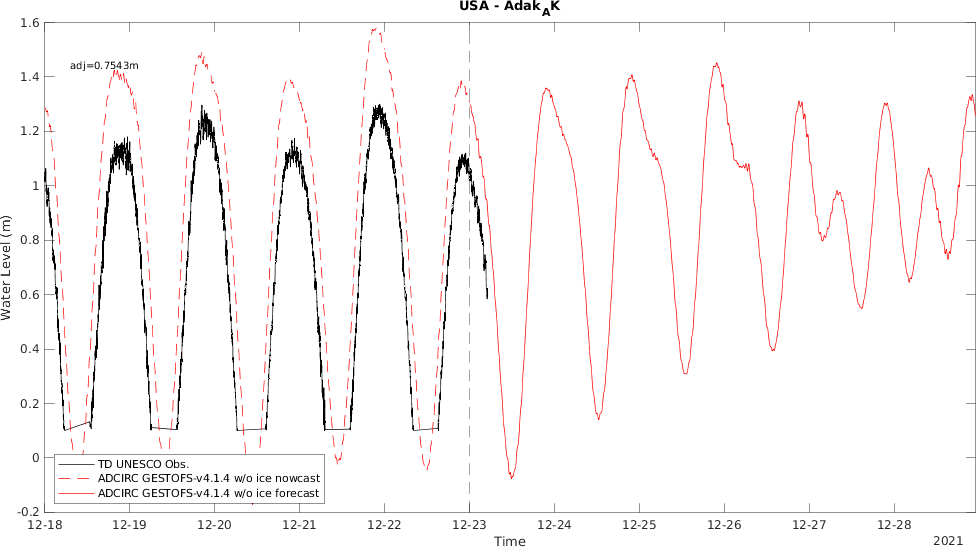 USA - Adak_AK
1.6
1.4
1.2
1
0.8
0.6
0.4
0.2
0
-0.2
Water Level (m)
adj=0.7543m
TD UNESCO Obs.
ADCIRC GESTOFS-v4.1.4 w/o ice nowcast
ADCIRC GESTOFS-v4.1.4 w/o ice forecast
12-18 12-19 12-20 12-21 12-22 12-23 12-24 12-25 12-26 12-27 12-28
Time
2021